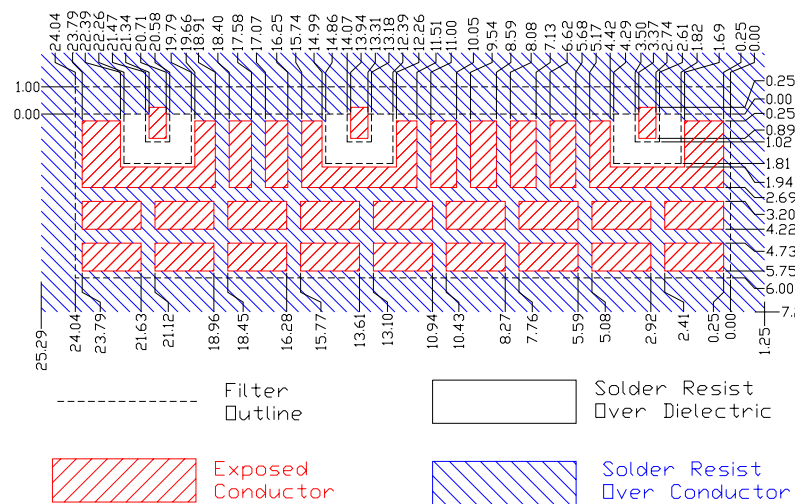 24.04 23.79 22.39 22.26 21.47 21.34 20.71 20.58 19.79 19.66 18.91 18.40 17.58 17.07 16.25 15.74 14.99 14.86 14.07 13.94 13.31 13.18 12.39 12.26 11.51 11.00 10.05 9.54 8.59 8.08 7.13 6.62 5.68 5.17 4.42 4.29 3.50 3.37 2.74 2.61 1.82 1.69 0.25 0.00
1.00
0.00
0.25
0.00
0.25
0.89
1.02
1.81
1.94
2.69
3.20
4.22
4.73
5.75
6.00
25.29 24.04 23.79 21.63 21.12 18.96 18.45 16.28 15.77 13.61 13.10 10.94 10.43 8.27 7.76 5.59 5.08 2.92 2.41 0.25 0.00 1.25
Filter
Outline
Solder Resist
Over Dielectric
Exposed
Conductor
Solder Resist
Over Conductor